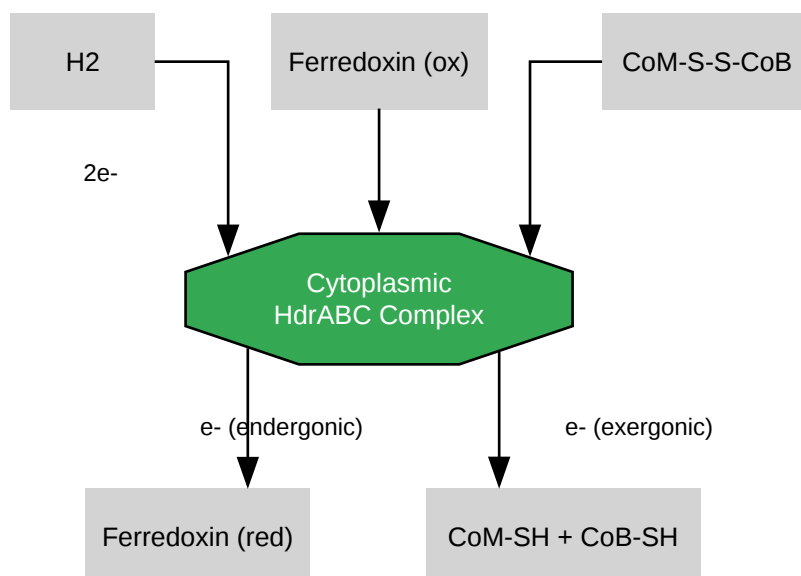 H2
Ferredoxin (ox)
CoM-S-S-CoB
2e-
Cytoplasmic
HdrABC Complex
e- (endergonic)
e- (exergonic)
Ferredoxin (red)
CoM-SH + CoB-SH